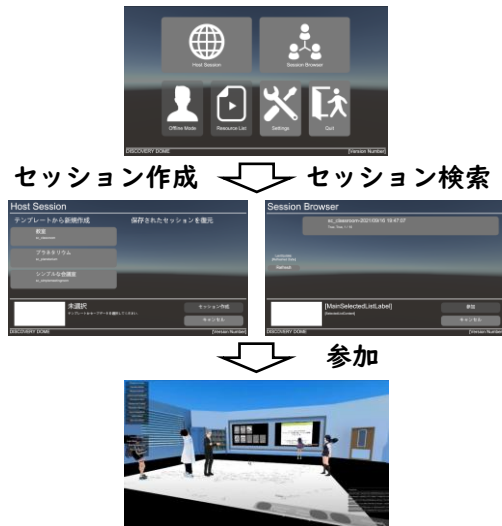 Host Session
Session Browser
Offline Mode
Resource List
Settings
Quit
DISCOVERY DOME
[Version Number]
セッション作成
セッション検索
Host Session
テンプレートから新規作成
保存されたセッションを復元
教室
プラネタリウム
シンプルな会議室
未選択
セッション作成
キャンセル
DISCOVERY DOME
[Version Number]
Session Browser
Refresh
[MainSelectedListLabel]
参加
キャンセル
DISCOVERY DOME
[Version Number]
参加